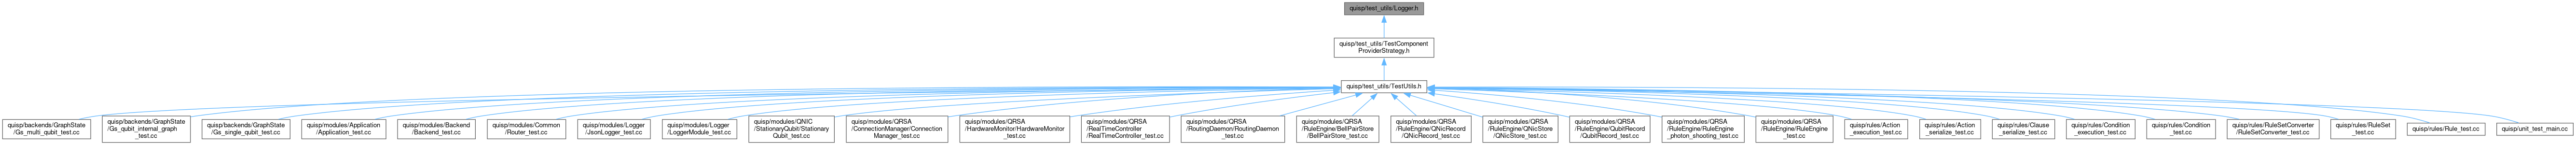 quisp/test_utils/Logger.h
quisp/test_utils/TestComponent
ProviderStrategy.h
quisp/test_utils/TestUtils.h
quisp/backends/GraphState
/Gs_multi_qubit_test.cc
quisp/backends/GraphState
/Gs_qubit_internal_graph
_test.cc
quisp/backends/GraphState
/Gs_single_qubit_test.cc
quisp/modules/Application
/Application_test.cc
quisp/modules/Backend
/Backend_test.cc
quisp/modules/Common
/Router_test.cc
quisp/modules/Logger
/JsonLogger_test.cc
quisp/modules/Logger
/LoggerModule_test.cc
quisp/modules/QNIC
/StationaryQubit/Stationary
Qubit_test.cc
quisp/modules/QRSA
/ConnectionManager/Connection
Manager_test.cc
quisp/modules/QRSA
/HardwareMonitor/HardwareMonitor
_test.cc
quisp/modules/QRSA
/RealTimeController
/RealTimeController_test.cc
quisp/modules/QRSA
/RoutingDaemon/RoutingDaemon
_test.cc
quisp/modules/QRSA
/RuleEngine/BellPairStore
/BellPairStore_test.cc
quisp/modules/QRSA
/RuleEngine/QNicRecord
/QNicRecord_test.cc
quisp/modules/QRSA
/RuleEngine/QNicStore
/QNicStore_test.cc
quisp/modules/QRSA
/RuleEngine/QubitRecord
/QubitRecord_test.cc
quisp/modules/QRSA
/RuleEngine/RuleEngine
_photon_shooting_test.cc
quisp/modules/QRSA
/RuleEngine/RuleEngine
_test.cc
quisp/rules/Action
_execution_test.cc
quisp/rules/Action
_serialize_test.cc
quisp/rules/Clause
_serialize_test.cc
quisp/rules/Condition
_execution_test.cc
quisp/rules/Condition
_test.cc
quisp/rules/RuleSetConverter
/RuleSetConverter_test.cc
quisp/rules/RuleSet
_test.cc
quisp/rules/Rule_test.cc
quisp/unit_test_main.cc